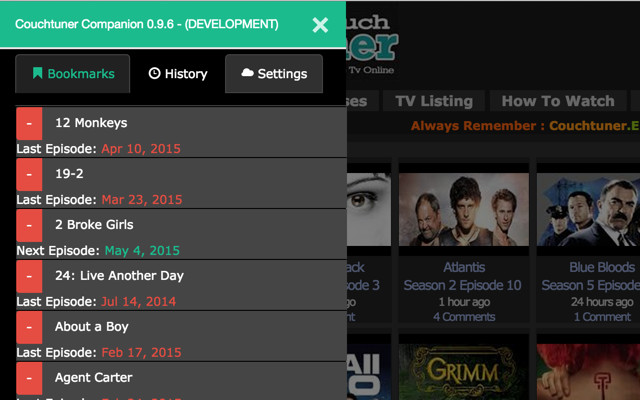 Couchtuner Companion 0.9.6 - (DEVELOPMENT)
×
Bookmarks
History
Settings
-
12 Monkeys
Last Episode: Apr 10, 2015
-
19-2
Last Episode: Mar 23, 2015
-
2 Broke Girls
Next Episode: May 4, 2015
-
24: Live Another Day
Last Episode: Jul 14, 2014
-
About a Boy
Last Episode: Feb 17, 2015
-
Agent Carter
uch
ner
Tv Online
ses
TV Listing
How To Watch
Always Remember : Couchtuner.E
ack
Atlantis
Blue Bloods
isode 3
Season 2 Episode 10
Season 5 Episode
ago
1 hour ago
24 hours ago
nt
4 Comments
1 Comment
ALL
GRIMM